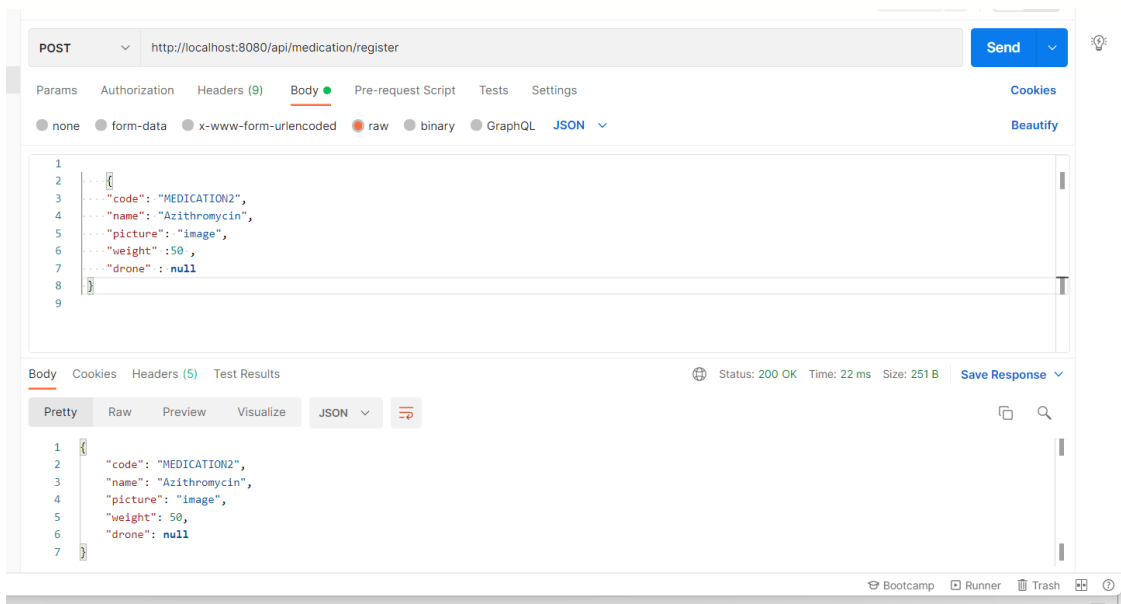 POST http://localhost:8080/api/medication/register Send
Params Authorization Headers (9) Body Pre-request Script Tests Settings Cookies
none form-data x-www-form-urlencoded raw binary GraphQL JSON Beautify
1
2 {
3 "code": "MEDICATION2",
4 "name": "Azithromycin",
5 "picture": "image",
6 "weight" :50 ,
7 "drone" : null
8 }
9
Body Cookies Headers (5) Test Results Status: 200 OK Time: 22 ms Size: 251 B Save Response
Pretty Raw Preview Visualize JSON
1 {
2 "code": "MEDICATION2",
3 "name": "Azithromycin",
4 "picture": "image",
5 "weight": 50,
6 "drone": null
7 }
Bootcamp Runner Trash